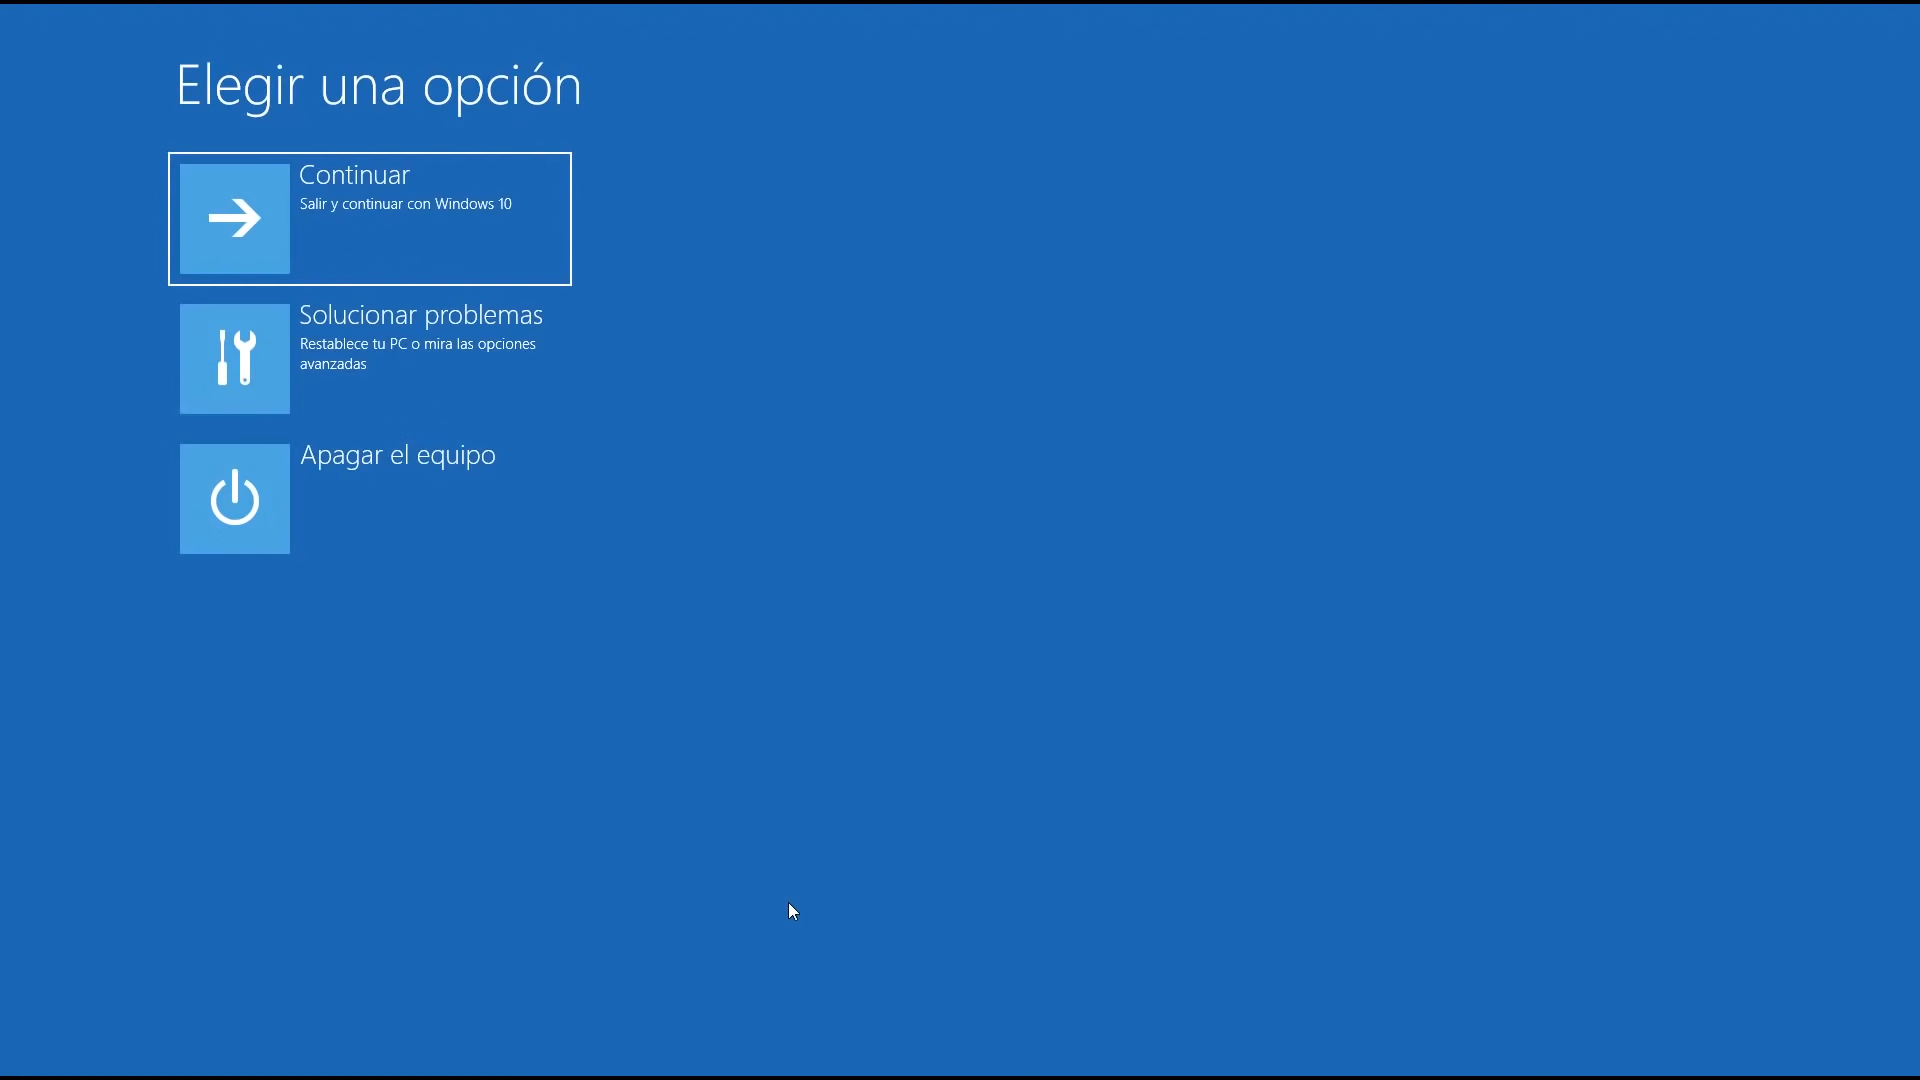 Elegir una opción
Continuar
Salir y continuar con Windows 10
Solucionar problemas
Restablece tu PC o mira las opciones
avanzadas
Apagar el equipo